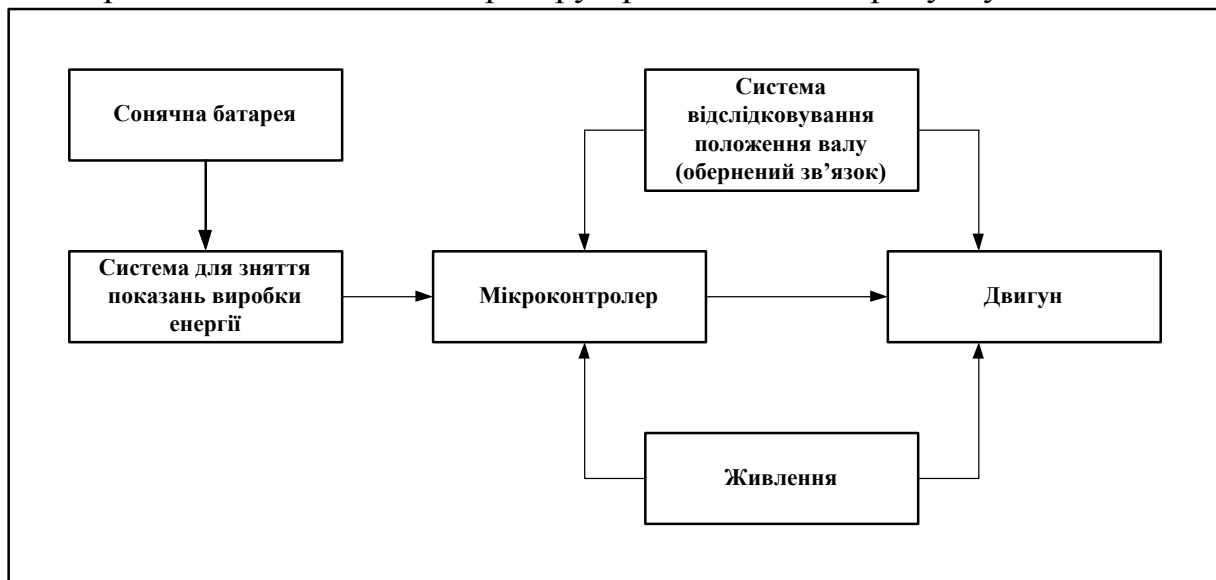 Сонячна батарея
Система
відслідковування
положення валу
(обернений зв’язок)
Система для зняття
показань виробки
енергії
Мікроконтролер
Двигун
Живлення